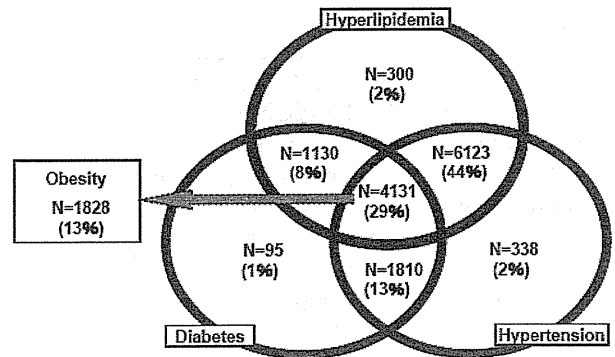 Hyperlipidemia
N=300
(2%)
N=1130
(8%)
N=6123
(44%)
N=4131
(29%)
Obesity
N=1828
(13%)
N=95
(1%)
N=1810
(13%)
N=338
(2%)
Diabetes
Hypertension